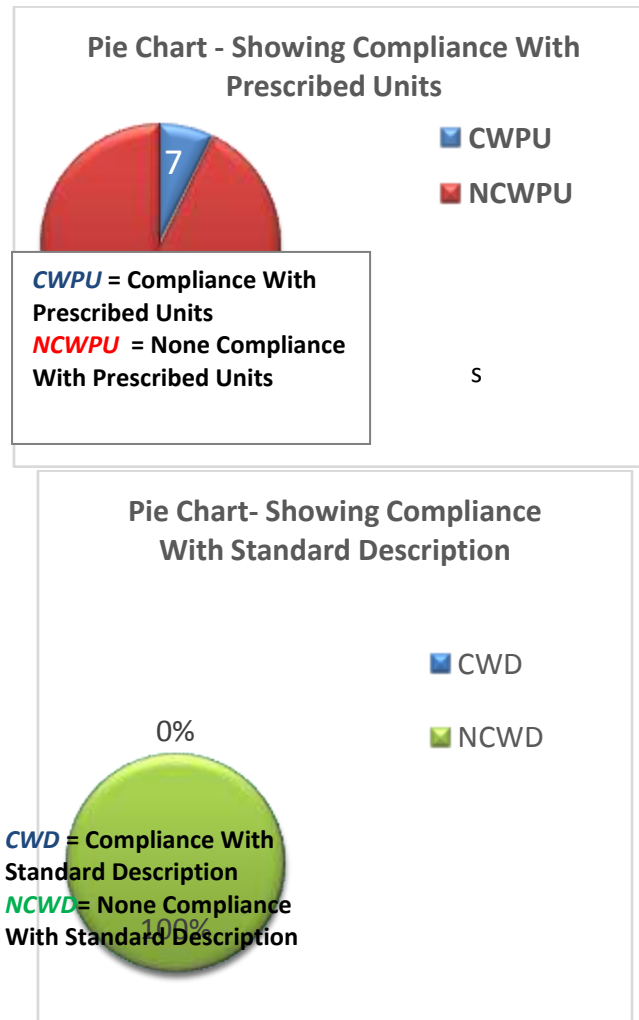 Pie Chart - Showing Compliance With
Prescribed Units
7
CWPU
NCWPU
CWPU = Compliance With
Prescribed Units
NCWPU = None Compliance
With Prescribed Units
s
Pie Chart- Showing Compliance
With Standard Description
CWD
NCWD
0%
CWD = Compliance With
Standard Description
NCWD= None Compliance
100%
With Standard Description